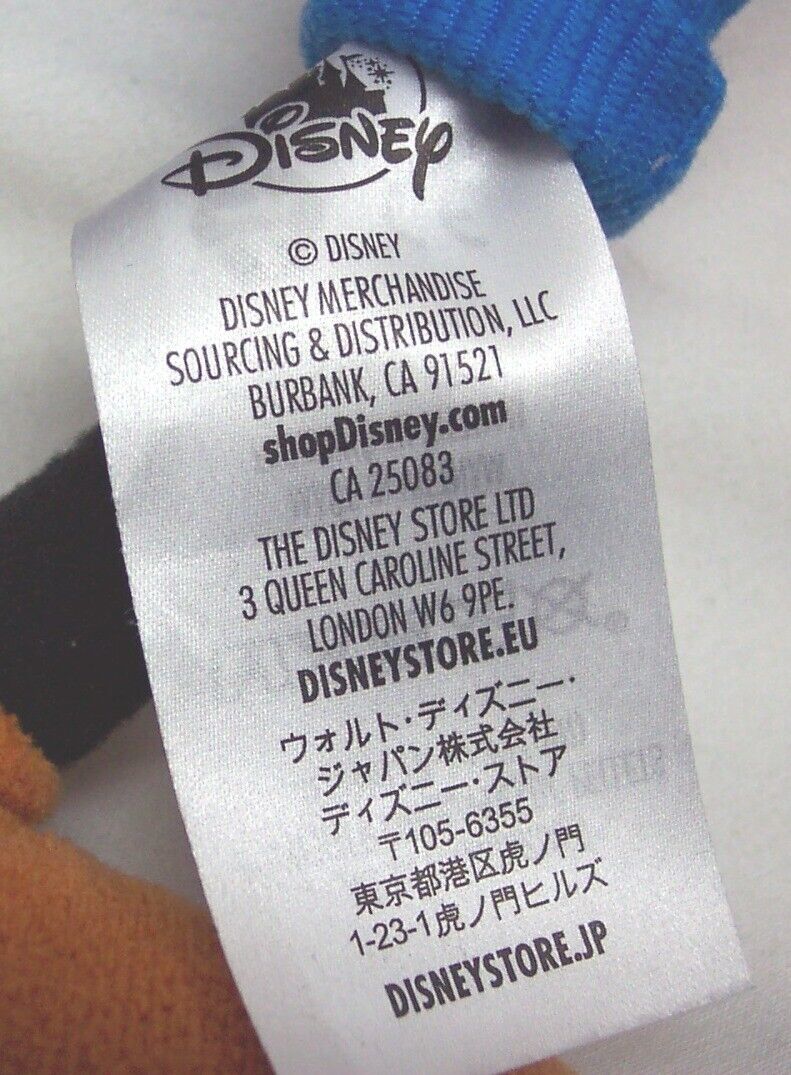 Disney
© DISNEY
DISNEY MERCHANDISE
SOURCING & DISTRIBUTION, LLC
BURBANK, CA 91521
shopDisney.com
CA 25083
THE DISNEY STORE LTD
3 QUEEN CAROLINE STREET,
LONDON W6 9PE.
DISNEYSTORE.EU
ウォルト・ディズニー・
ジャパン株式会社
ディズニー・ストア
〒105-6355
東京都港区虎ノ門
1-23-1虎ノ門ヒルズ
DISNEYSTORE.JP